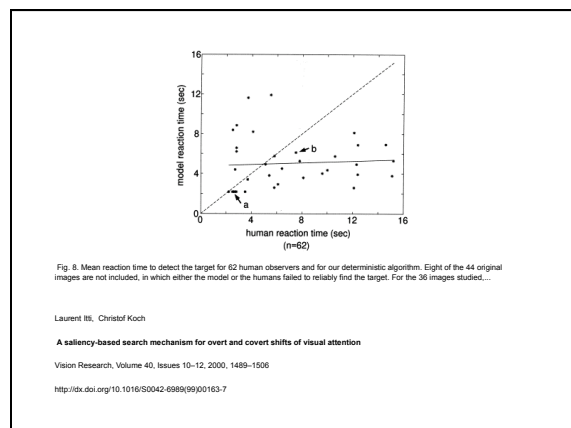 16
12
8
4
0
model reaction time (sec)
b
a
0 4 8 12 16
human reaction time (sec)
(n=62)
Fig. 8. Mean reaction time to detect the target for 62 human observers and for our deterministic algorithm. Eight of the 44 original
images are not included, in which either the model or the humans failed to reliably find the target. For the 36 images studied,...
Laurent Itti, Christof Koch
A saliency-based search mechanism for overt and covert shifts of visual attention
Vision Research, Volume 40, Issues 10–12, 2000, 1489–1506
http://dx.doi.org/10.1016/S0042-6989(99)00163-7